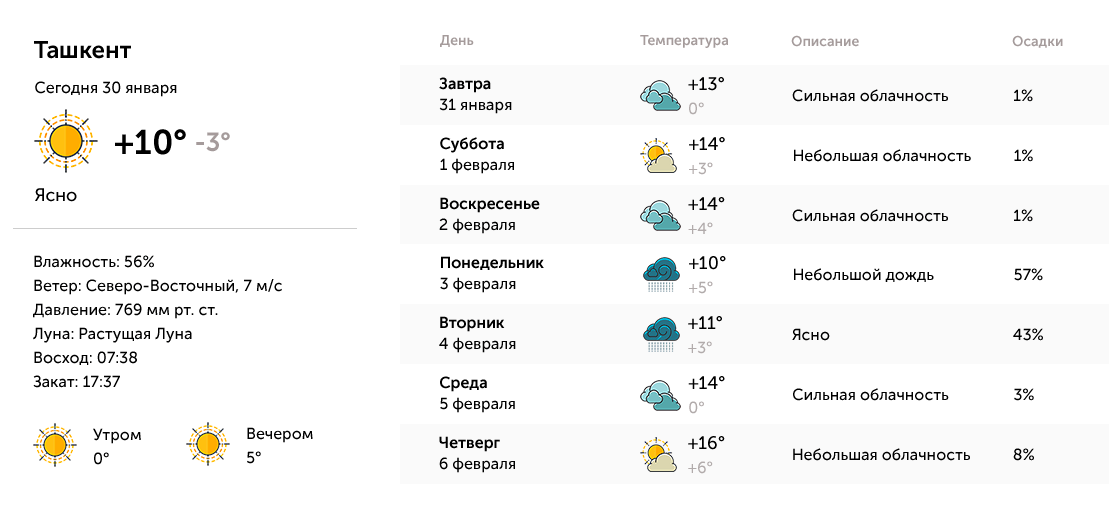 Ташкент
Сегодня 30 января
+10° -3°
Ясно
Влажность: 56%
Ветер: Северо-Восточный, 7 м/с
Давление: 769 мм рт. ст.
Луна: Растущая Луна
Восход: 07:38
Закат: 17:37
Утром
0°
Вечером
5°
День Температура Описание Осадки
Завтра
31 января
+13°
0°
Сильная облачность
1%
Суббота
1 февраля
+14°
+3°
Небольшая облачность
1%
Воскресенье
2 февраля
+14°
+4°
Сильная облачность
1%
Понедельник
3 февраля
+10°
+5°
Небольшой дождь
57%
Вторник
4 февраля
+11°
+3°
Ясно
43%
Среда
5 февраля
+14°
0°
Сильная облачность
3%
Четверг
6 февраля
+16°
+6°
Небольшая облачность
8%